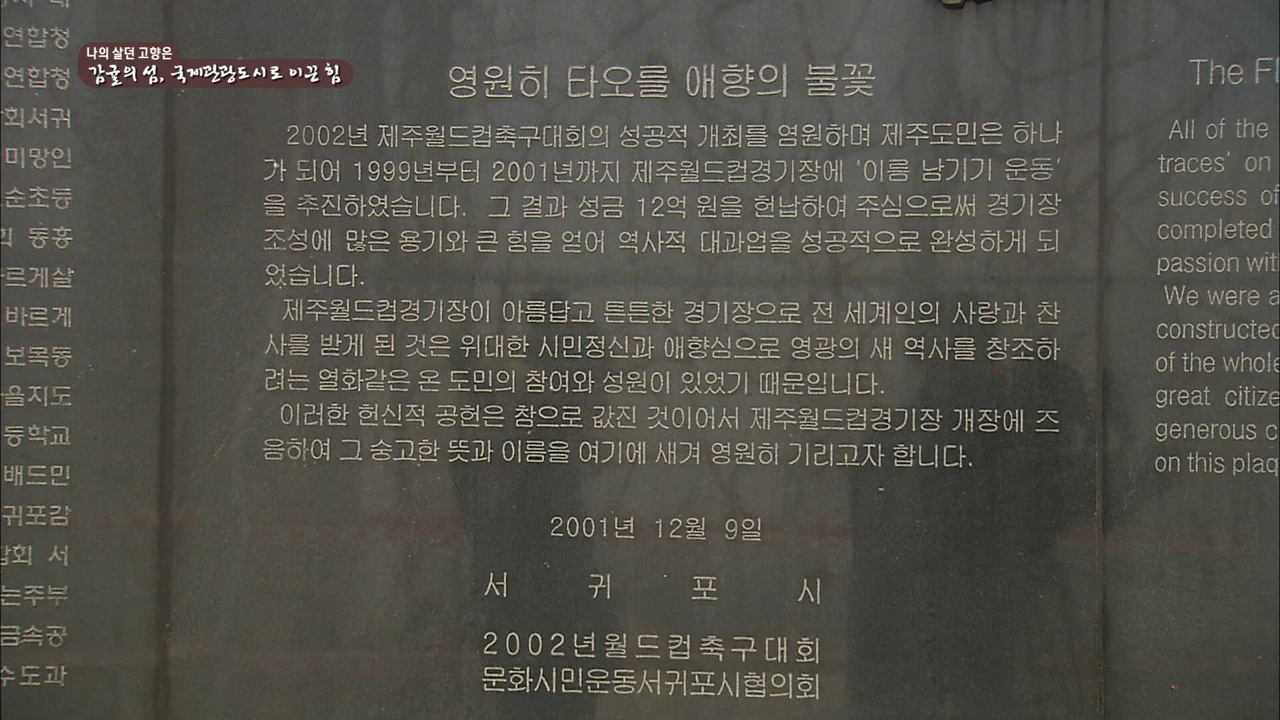 나의 살던 고향은
감귤의 섬, 국제관광도시로 이끈 힘
연합청
연합청
회서귀
미망인
순초등
회 동홍
르게살
바르게
보목동
을지도
등학교
배드민
귀포감
합회 서
는주부
금속공
수도과
영원히 타오를 애향의 불꽃
2002년 제주월드컵축구대회의 성공적 개최를 염원하며 제주도민은 하나
가 되어 1999년부터 2001년까지 제주월드컵경기장에 '이름 남기기 운동'
을 추진하였습니다. 그 결과 성금 12억 원을 헌납하여 주심으로써 경기장
조성에 많은 용기와 큰 힘을 얻어 역사적 대과업을 성공적으로 완성하게 되
었습니다.
제주월드컵경기장이 아름답고 튼튼한 경기장으로 전 세계인의 사랑과 찬
사를 받게 된 것은 위대한 시민정신과 애향심으로 영광의 새 역사를 창조하
려는 열화같은 온 도민의 참여와 성원이 있었기 때문입니다.
이러한 헌신적 공헌은 참으로 값진 것이어서 제주월드컵경기장 개장에 즈
음하여 그 숭고한 뜻과 이름을 여기에 새겨 영원히 기리고자 합니다.
2001년 12월 9일
서 귀 포 시
2002년월드컵축구대회
문화시민운동서귀포시협의회
The Fl
All of the
traces' on
success of
completed
passion with
We were a
constructed
of the whole
great citize
generous c
on this plaq